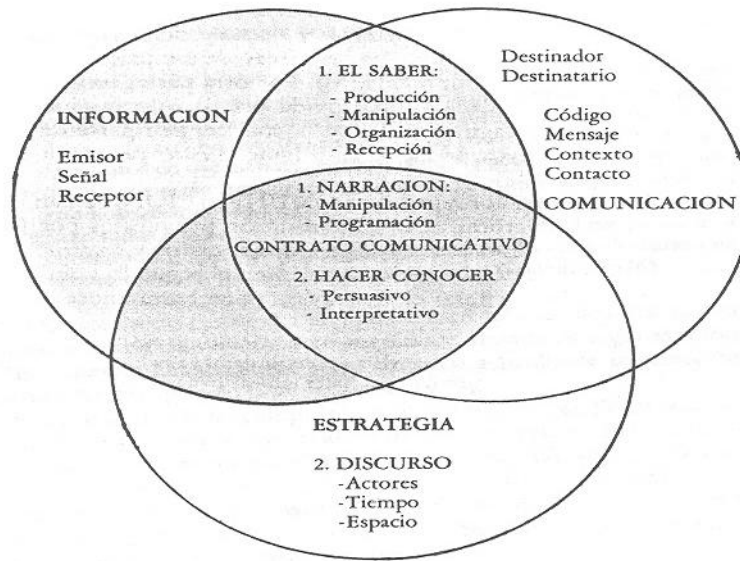 INFORMACION
Emisor
Señal
Receptor
1. EL SABER:
- Producción
- Manipulación
- Organización
- Recepción
Destinador
Destinatario
Código
Mensaje
Contexto
Contacto
COMUNICACION
1. NARRACION:
- Manipulación
- Programación
CONTRATO COMUNICATIVO
2. HACER CONOCER
- Persuasivo
- Interpretativo
ESTRATEGIA
2. DISCURSO
-Actores
-Tiempo
-Espacio